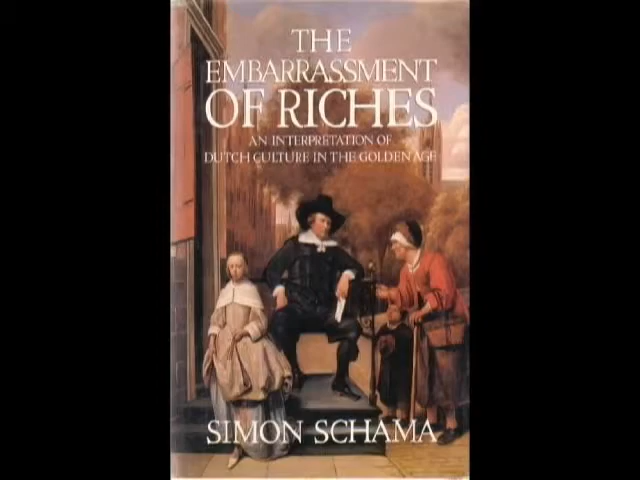 THE
EMBARRASSMENT
OF RICHES
AN INTERPRETATION OF
DUTCH CULTURE IN THE GOLDEN AGE
SIMON SCHAMA